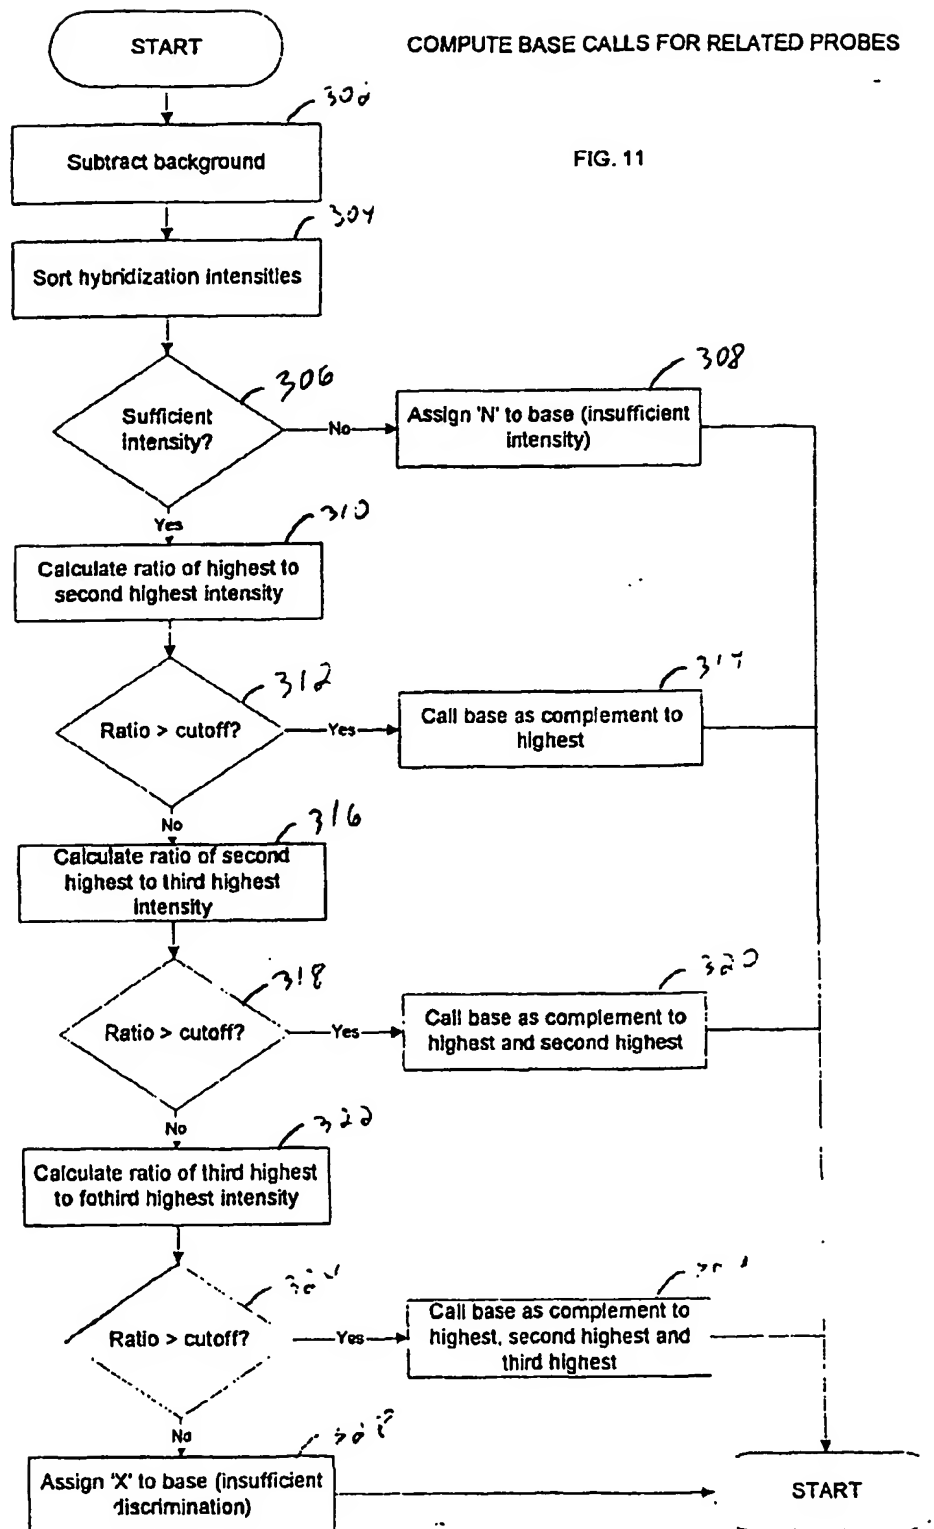 START
COMPUTE BASE CALLS FOR RELATED PROBES
302
Subtract background
FIG. 11
304
Sort hybridization intensities
306
308
Sufficient
intensity?
No
Assign 'N' to base (insufficient
intensity)
Yes
310
Calculate ratio of highest to
second highest intensity
312
314
Ratio > cutoff?
Yes
Call base as complement to
highest
No
316
Calculate ratio of second
highest to third highest
intensity
318
320
Ratio > cutoff?
Yes
Call base as complement to
highest and second highest
No
322
Calculate ratio of third highest
to fothird highest intensity
324
Ratio > cutoff?
Yes
Call base as complement to
highest, second highest and
third highest
No
328
Assign 'X' to base (insufficient
discrimination)
START